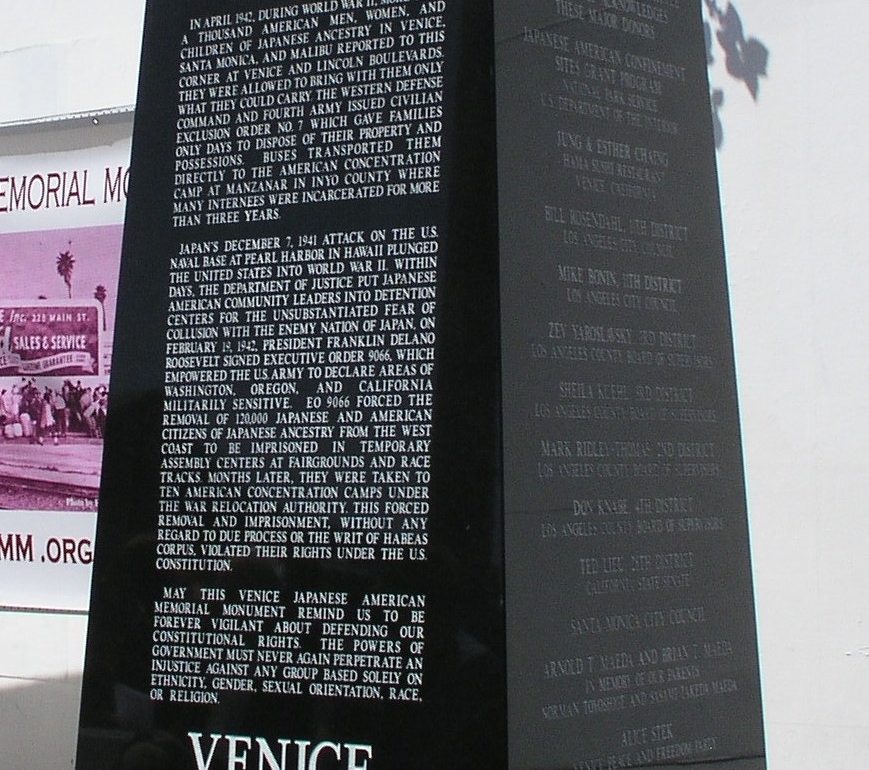 IN APRIL 1942, DURING WORLD WAR II, MORE
A THOUSAND AMERICAN MEN, WOMEN, AND
CHILDREN OF JAPANESE ANCESTRY IN VENICE,
SANTA MONICA, AND MALIBU REPORTED TO THIS
CORNER AT VENICE AND LINCOLN BOULEVARDS.
THEY WERE ALLOWED TO BRING WITH THEM ONLY
WHAT THEY COULD CARRY. THE WESTERN DEFENSE
COMMAND AND FOURTH ARMY ISSUED CIVILIAN
EXCLUSION ORDER NO. 7 WHICH GAVE FAMILIES
ONLY DAYS TO DISPOSE OF THEIR PROPERTY AND
POSSESSIONS. BUSES TRANSPORTED THEM
DIRECTLY TO THE AMERICAN CONCENTRATION
CAMP AT MANZANAR IN INYO COUNTY WHERE
MANY INTERNEES WERE INCARCERATED FOR MORE
THAN THREE YEARS.
JAPAN'S DECEMBER 7, 1941 ATTACK ON THE U.S.
NAVAL BASE AT PEARL HARBOR IN HAWAII PLUNGED
THE UNITED STATES INTO WORLD WAR II. WITHIN
DAYS, THE DEPARTMENT OF JUSTICE PUT JAPANESE
AMERICAN COMMUNITY LEADERS INTO DETENTION
CENTERS FOR THE UNSUBSTANTIATED FEAR OF
COLLUSION WITH THE ENEMY NATION OF JAPAN. ON
FEBRUARY 19, 1942, PRESIDENT FRANKLIN DELANO
ROOSEVELT SIGNED EXECUTIVE ORDER 9066, WHICH
EMPOWERED THE U.S. ARMY TO DECLARE AREAS OF
WASHINGTON, OREGON, AND CALIFORNIA
MILITARILY SENSITIVE. EO 9066 FORCED THE
REMOVAL OF 120,000 JAPANESE AND AMERICAN
CITIZENS OF JAPANESE ANCESTRY FROM THE WEST
COAST TO BE IMPRISONED IN TEMPORARY
ASSEMBLY CENTERS AT FAIRGROUNDS AND RACE
TRACKS. MONTHS LATER, THEY WERE TAKEN TO
TEN AMERICAN CONCENTRATION CAMPS UNDER
THE WAR RELOCATION AUTHORITY. THIS FORCED
REMOVAL AND IMPRISONMENT, WITHOUT ANY
REGARD TO DUE PROCESS OR THE WRIT OF HABEAS
CORPUS, VIOLATED THEIR RIGHTS UNDER THE U.S.
CONSTITUTION.
MAY THIS VENICE JAPANESE AMERICAN
MEMORIAL MONUMENT REMIND US TO BE
FOREVER VIGILANT ABOUT DEFENDING OUR
CONSTITUTIONAL RIGHTS. THE POWERS OF
GOVERNMENT MUST NEVER AGAIN PERPETRATE AN
INJUSTICE AGAINST ANY GROUP BASED SOLELY ON
ETHNICITY, GENDER, SEXUAL ORIENTATION, RACE,
OR RELIGION.
VENICE
ACKNOWLEDGES
THESE MAJOR DONORS
JAPANESE AMERICAN CONFINEMENT
SITES GRANT PROGRAM
NATIONAL PARK SERVICE
U.S. DEPARTMENT OF THE INTERIOR
JUNG & ESTHER CHAENG
HAMA SUSHI RESTAURANT
VENICE, CALIFORNIA
BILL ROSENDAHL, 11TH DISTRICT
LOS ANGELES CITY COUNCIL
MIKE BONIN, 11TH DISTRICT
LOS ANGELES CITY COUNCIL
ZEV YAROSLAVSKY, 3RD DISTRICT
LOS ANGELES COUNTY BOARD OF SUPERVISORS
SHEILA KUEHL, 3RD DISTRICT
LOS ANGELES COUNTY BOARD OF SUPERVISORS
MARK RIDLEY-THOMAS, 2ND DISTRICT
LOS ANGELES COUNTY BOARD OF SUPERVISORS
DON KNABE, 4TH DISTRICT
LOS ANGELES COUNTY BOARD OF SUPERVISORS
TED LIEU, 28TH DISTRICT
CALIFORNIA STATE SENATE
SANTA MONICA CITY COUNCIL
ARNOLD T. MAEDA AND BRIAN T. MAEDA
IN MEMORY OF OUR PARENTS
ALICE STEK
VENICE PEACE AND FREEDOM PARTY
EMORIAL MO
Inc. 228 MAIN ST.
SALES & SERVICE
Photo by
MM .ORG